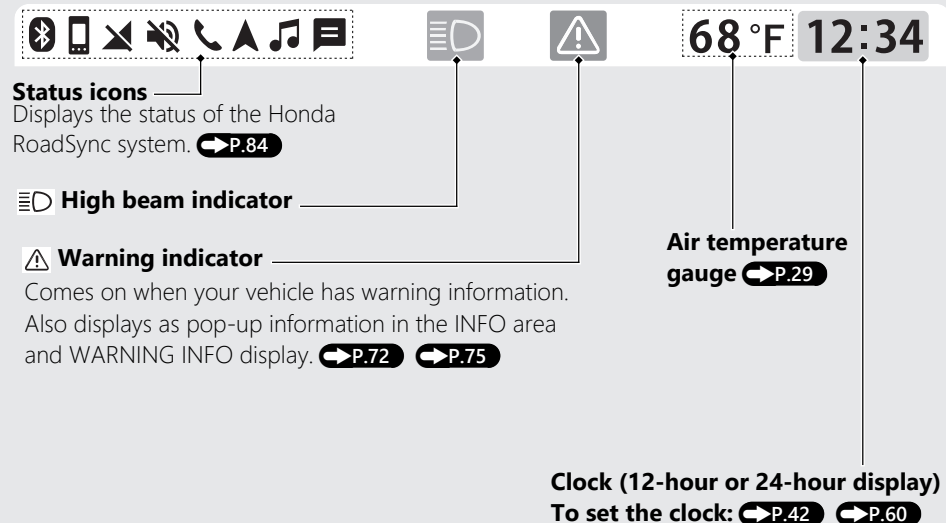 68 °F 12:34
Status icons
Displays the status of the Honda
RoadSync system. P.84
High beam indicator
Warning indicator
Comes on when your vehicle has warning information.
Also displays as pop-up information in the INFO area
and WARNING INFO display. P.72 P.75
Air temperature
gauge P.29
Clock (12-hour or 24-hour display)
To set the clock: P.42 P.60